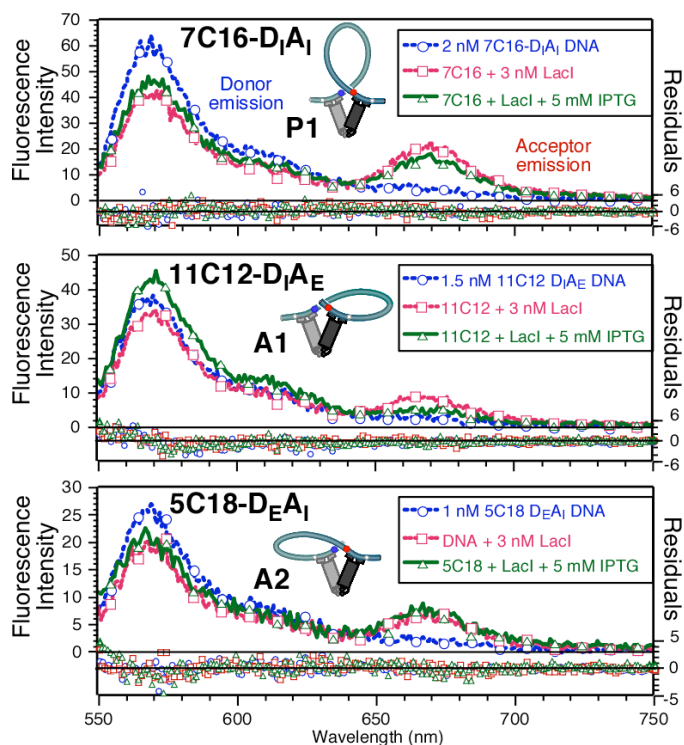 7C16-DIAI
Fluorescence
Intensity
70
60
50
40
30
20
10
0
Donor
emission
P1
2 nM 7C16-DIAI DNA
7C16 + 3 nM LacI
7C16 + LacI + 5 mM IPTG
Acceptor
emission
Residuals
6
0
-6
11C12-DIAE
Fluorescence
Intensity
50
40
30
20
10
0
A1
1.5 nM 11C12 DIAE DNA
11C12 + 3 nM LacI
11C12 + LacI + 5 mM IPTG
Residuals
6
0
-6
5C18-DEAI
Fluorescence
Intensity
30
25
20
15
10
5
0
A2
1 nM 5C18 DEAI DNA
DNA + 3 nM LacI
5C18 + LacI + 5 mM IPTG
Residuals
5
0
-5
550
600
650
700
750
Wavelength (nm)